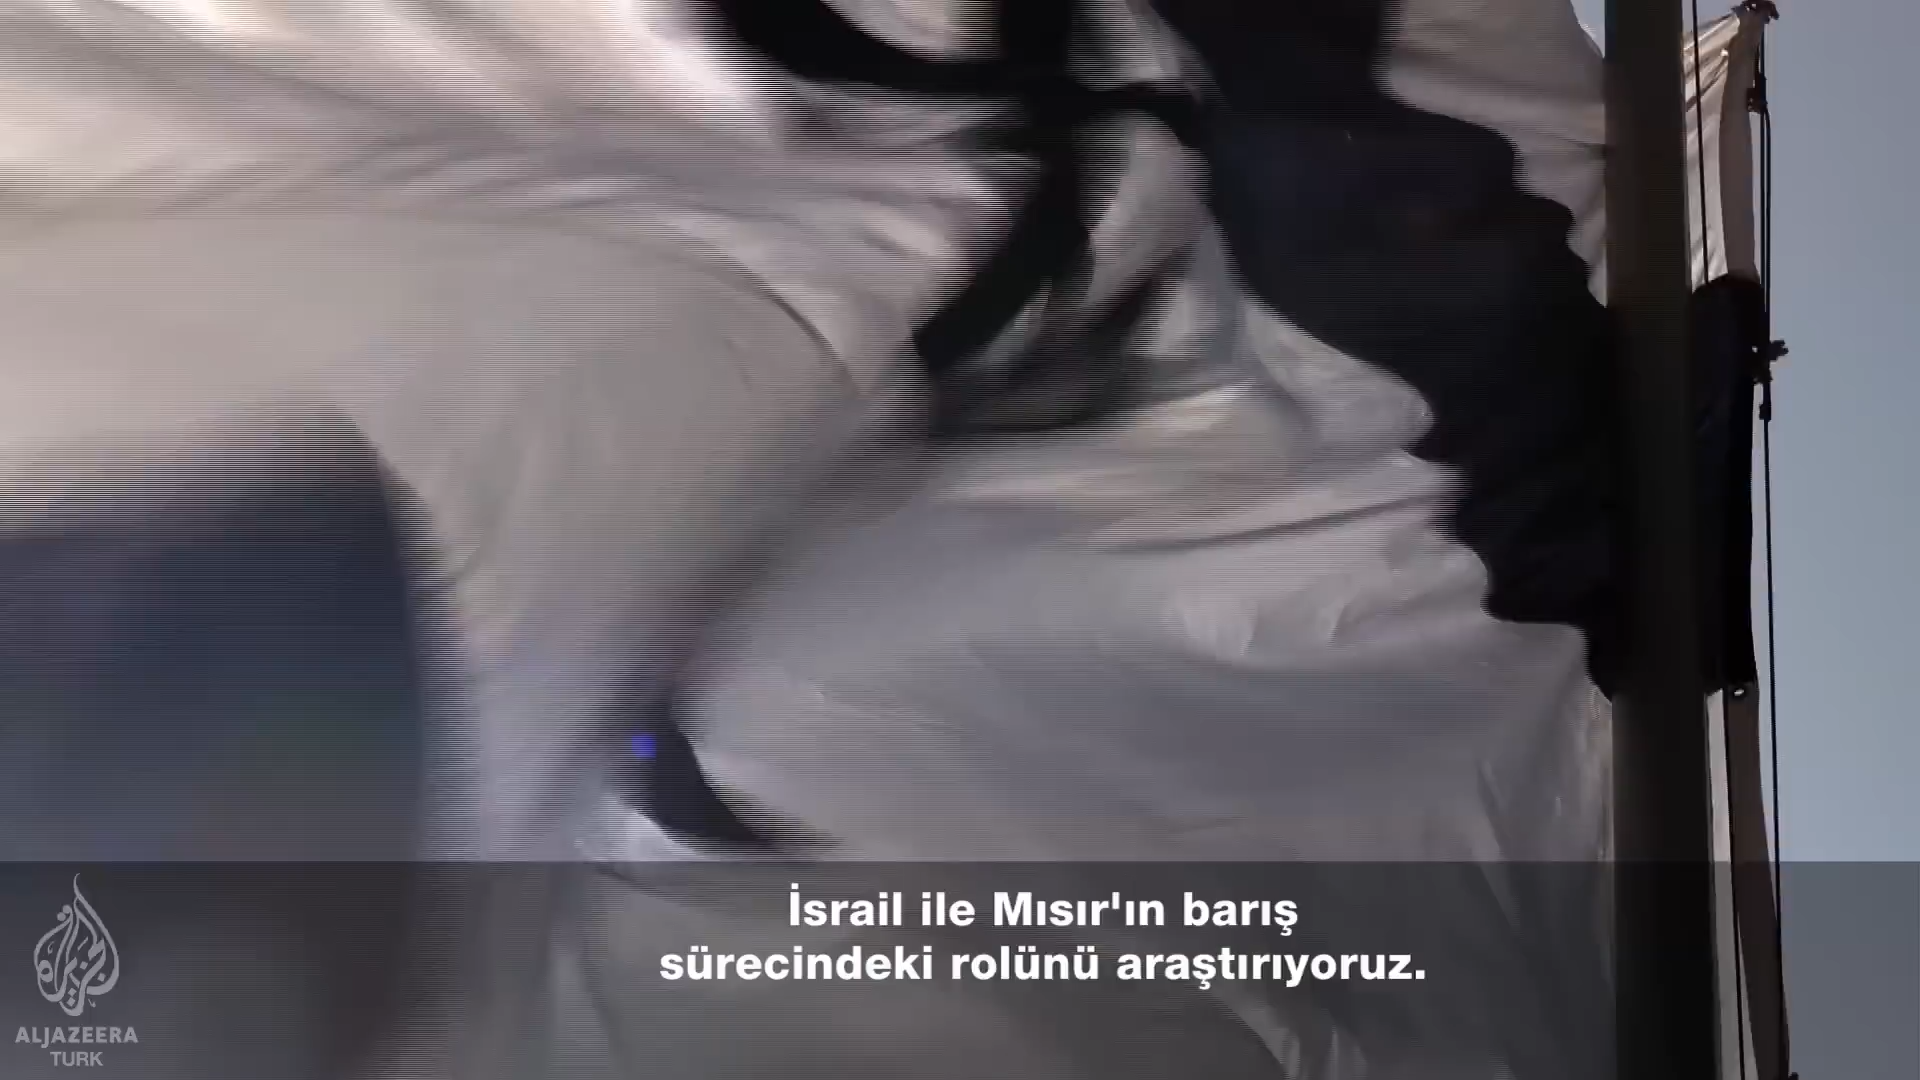 İsrail ile Mısır'ın barış
sürecindeki rolünü araştırıyoruz.
ALJAZEERA
TURK